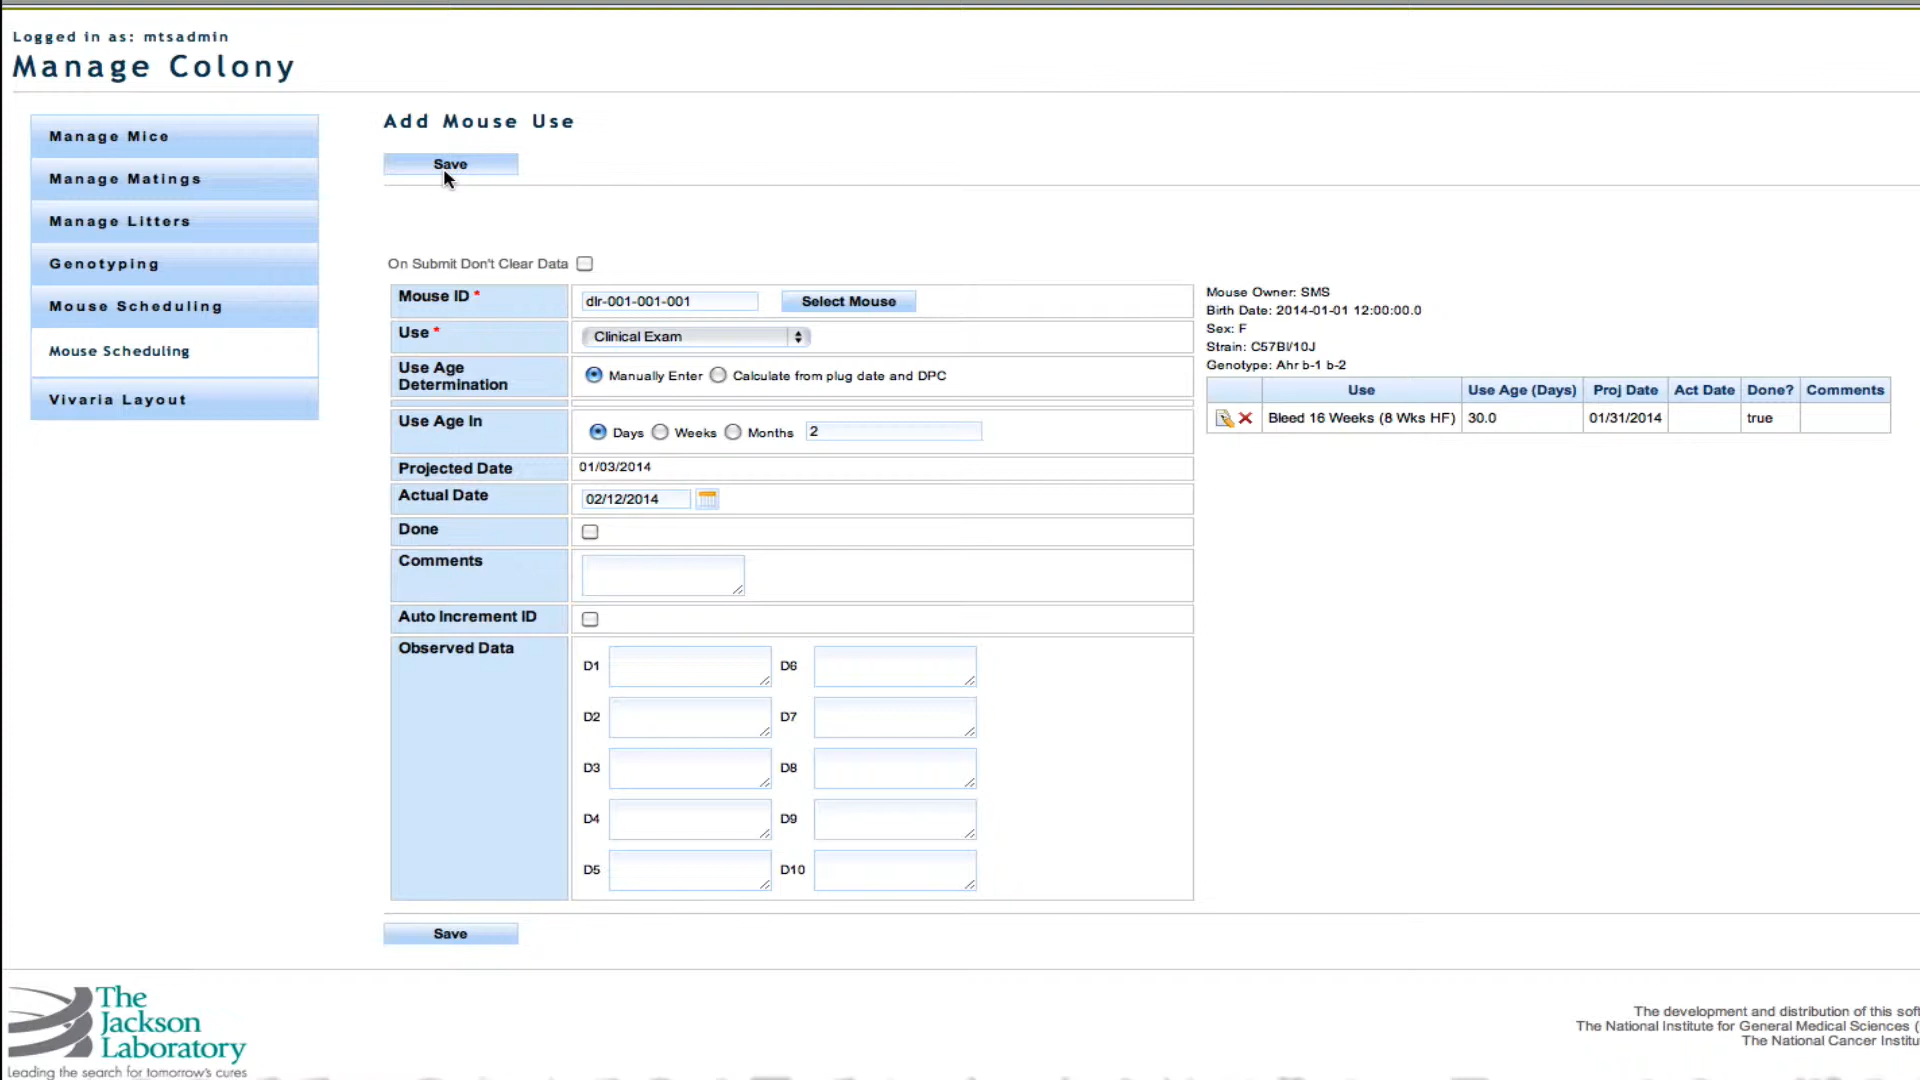 Logged in as: mtsadmin
Manage Colony
Manage Mice
Manage Matings
Manage Litters
Genotyping
Mouse Scheduling
Mouse Scheduling
Vivaria Layout
Add Mouse Use
Save
On Submit Don't Clear Data
Mouse ID * dlr-001-001-001 Select Mouse
Use * Clinical Exam
Use Age Determination Manually Enter Calculate from plug date and DPC
Use Age In Days Weeks Months 2
Projected Date 01/03/2014
Actual Date 02/12/2014
Done
Comments
Auto Increment ID
Observed Data
D1 D6
D2 D7
D3 D8
D4 D9
D5 D10
Save
Mouse Owner: SMS
Birth Date: 2014-01-01 12:00:00.0
Sex: F
Strain: C57Bl/10J
Genotype: Ahr b-1 b-2
Use Use Age (Days) Proj Date Act Date Done? Comments
Bleed 16 Weeks (8 Wks HF) 30.0 01/31/2014 true
The
Jackson
Laboratory
Leading the search for tomorrow's cures
The development and distribution of this sof
The National Institute for General Medical Sciences (
The National Cancer Institu